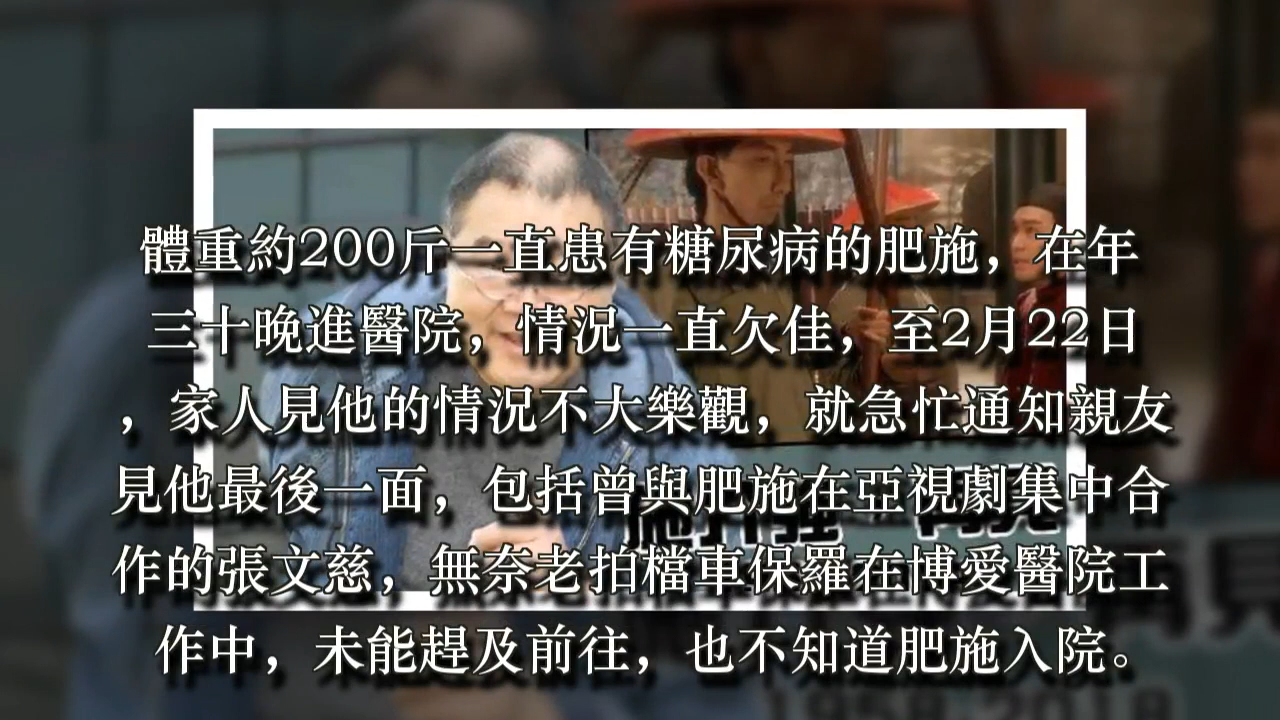 體重約200斤一直患有糖尿病的肥施，在年
三十晚進醫院，情況一直欠佳，至2月22日
，家人見他的情況不大樂觀，就急忙通知親友
見他最後一面，包括曾與肥施在亞視劇集中合
作的張文慈，無奈老拍檔車保羅在博愛醫院工
作中，未能趕及前往，也不知道肥施入院。